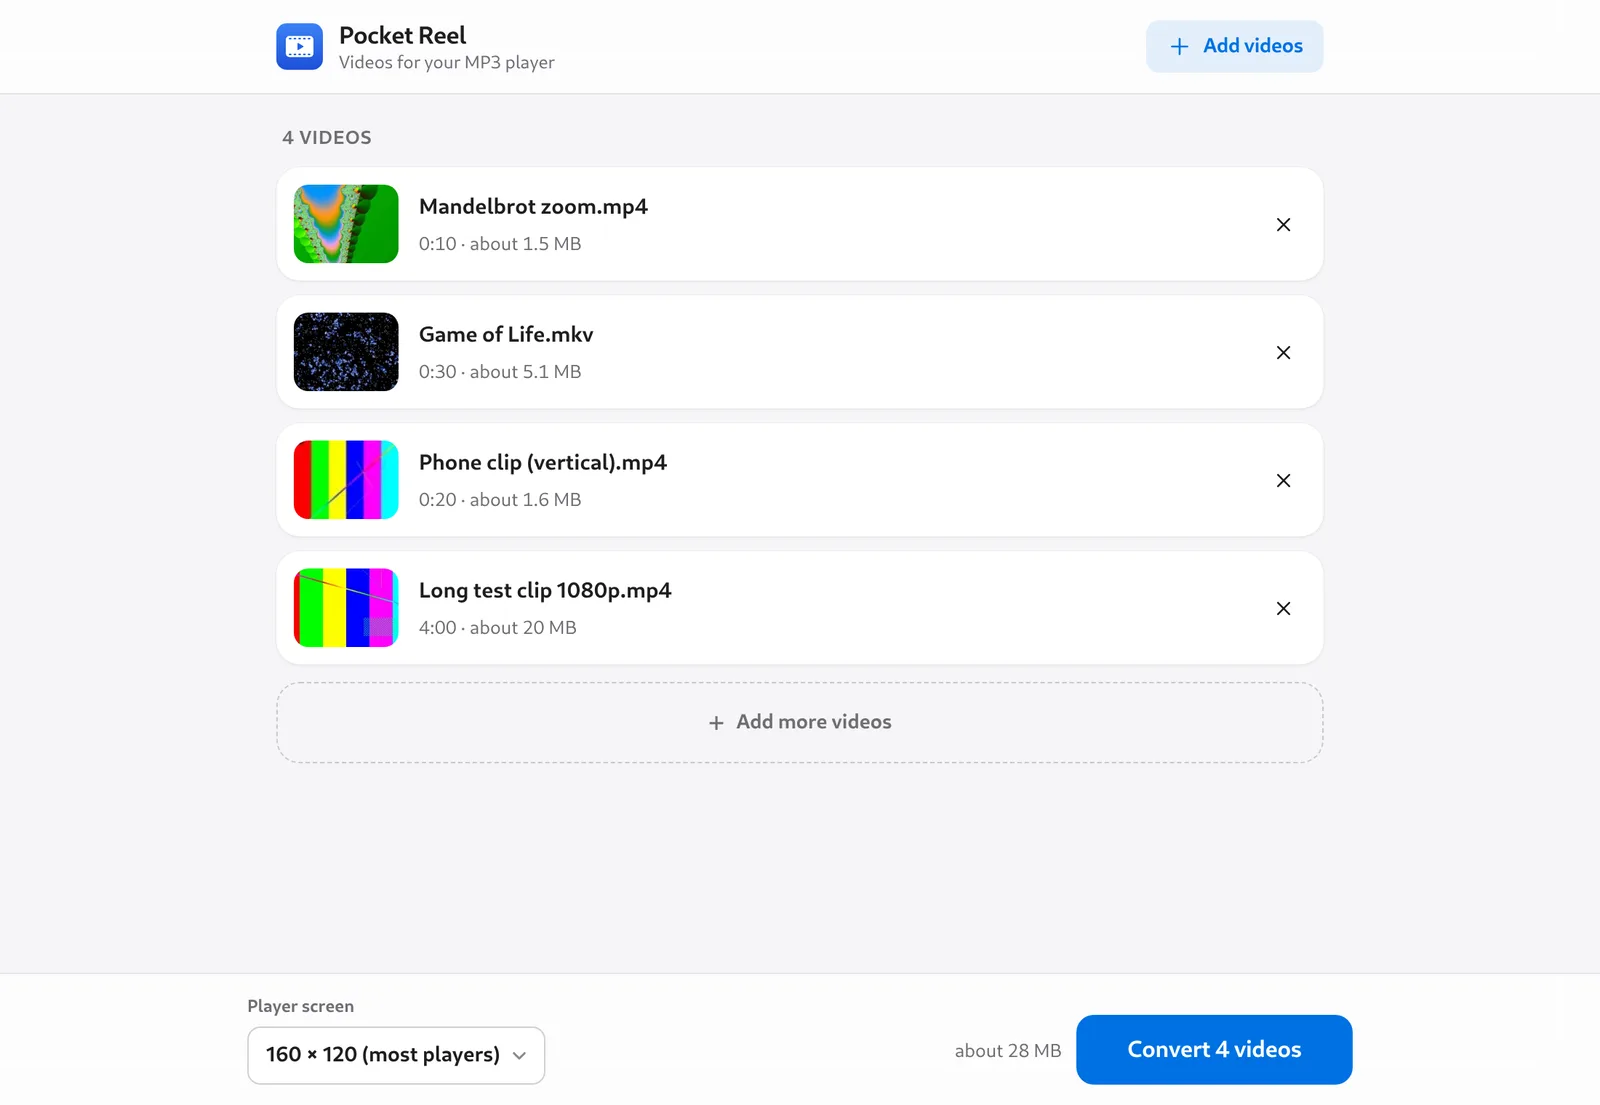 Pocket Reel
Videos for your MP3 player
Add videos
4 VIDEOS
Mandelbrot zoom.mp4
0:10 · about 1.5 MB
Game of Life.mkv
0:30 · about 5.1 MB
Phone clip (vertical).mp4
0:20 · about 1.6 MB
Long test clip 1080p.mp4
4:00 · about 20 MB
Add more videos
Player screen
160 × 120 (most players)
about 28 MB
Convert 4 videos